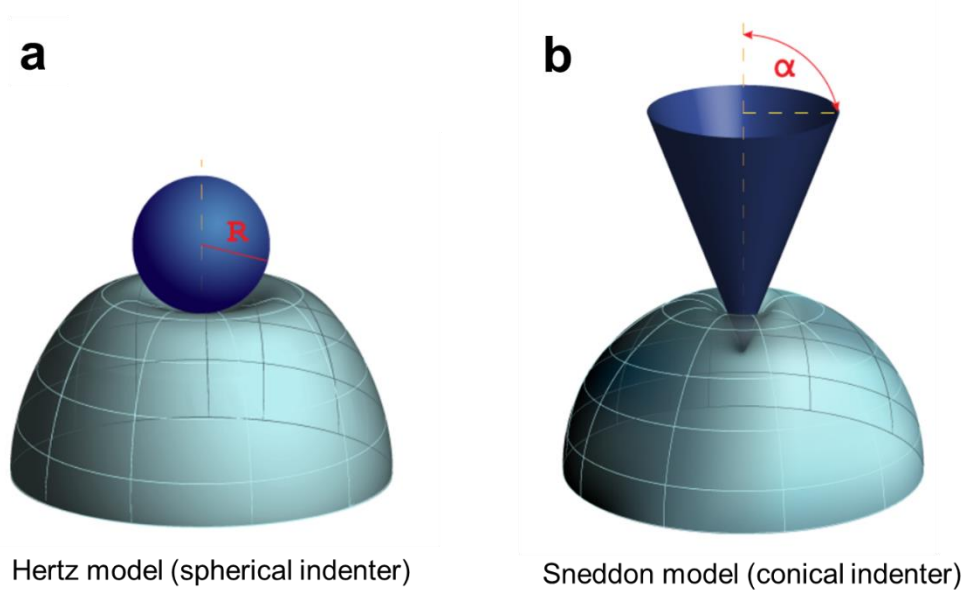 a
b
α
R
Hertz model (spherical indenter)
Sneddon model (conical indenter)